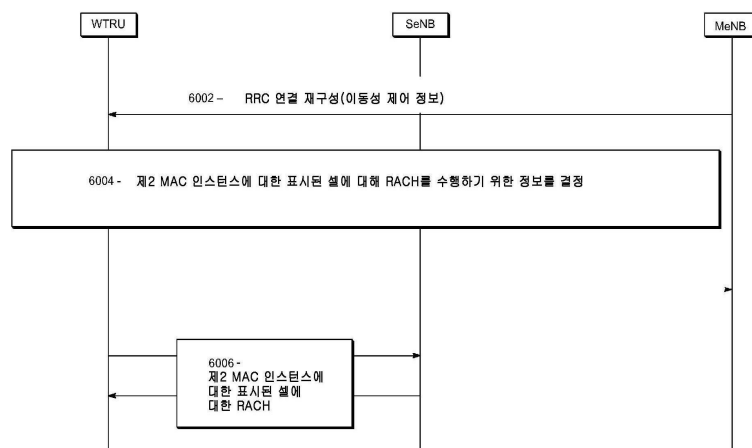 WTRU
SeNB
MeNB
6002 – RRC 연결 재구성(이동성 제어 정보)
6004 - 제2 MAC 인스턴스에 대한 표시된 셀에 대해 RACH를 수행하기 위한 정보를 결정
6006 -
제2 MAC 인스턴스에
대한 표시된 셀에
대한 RACH